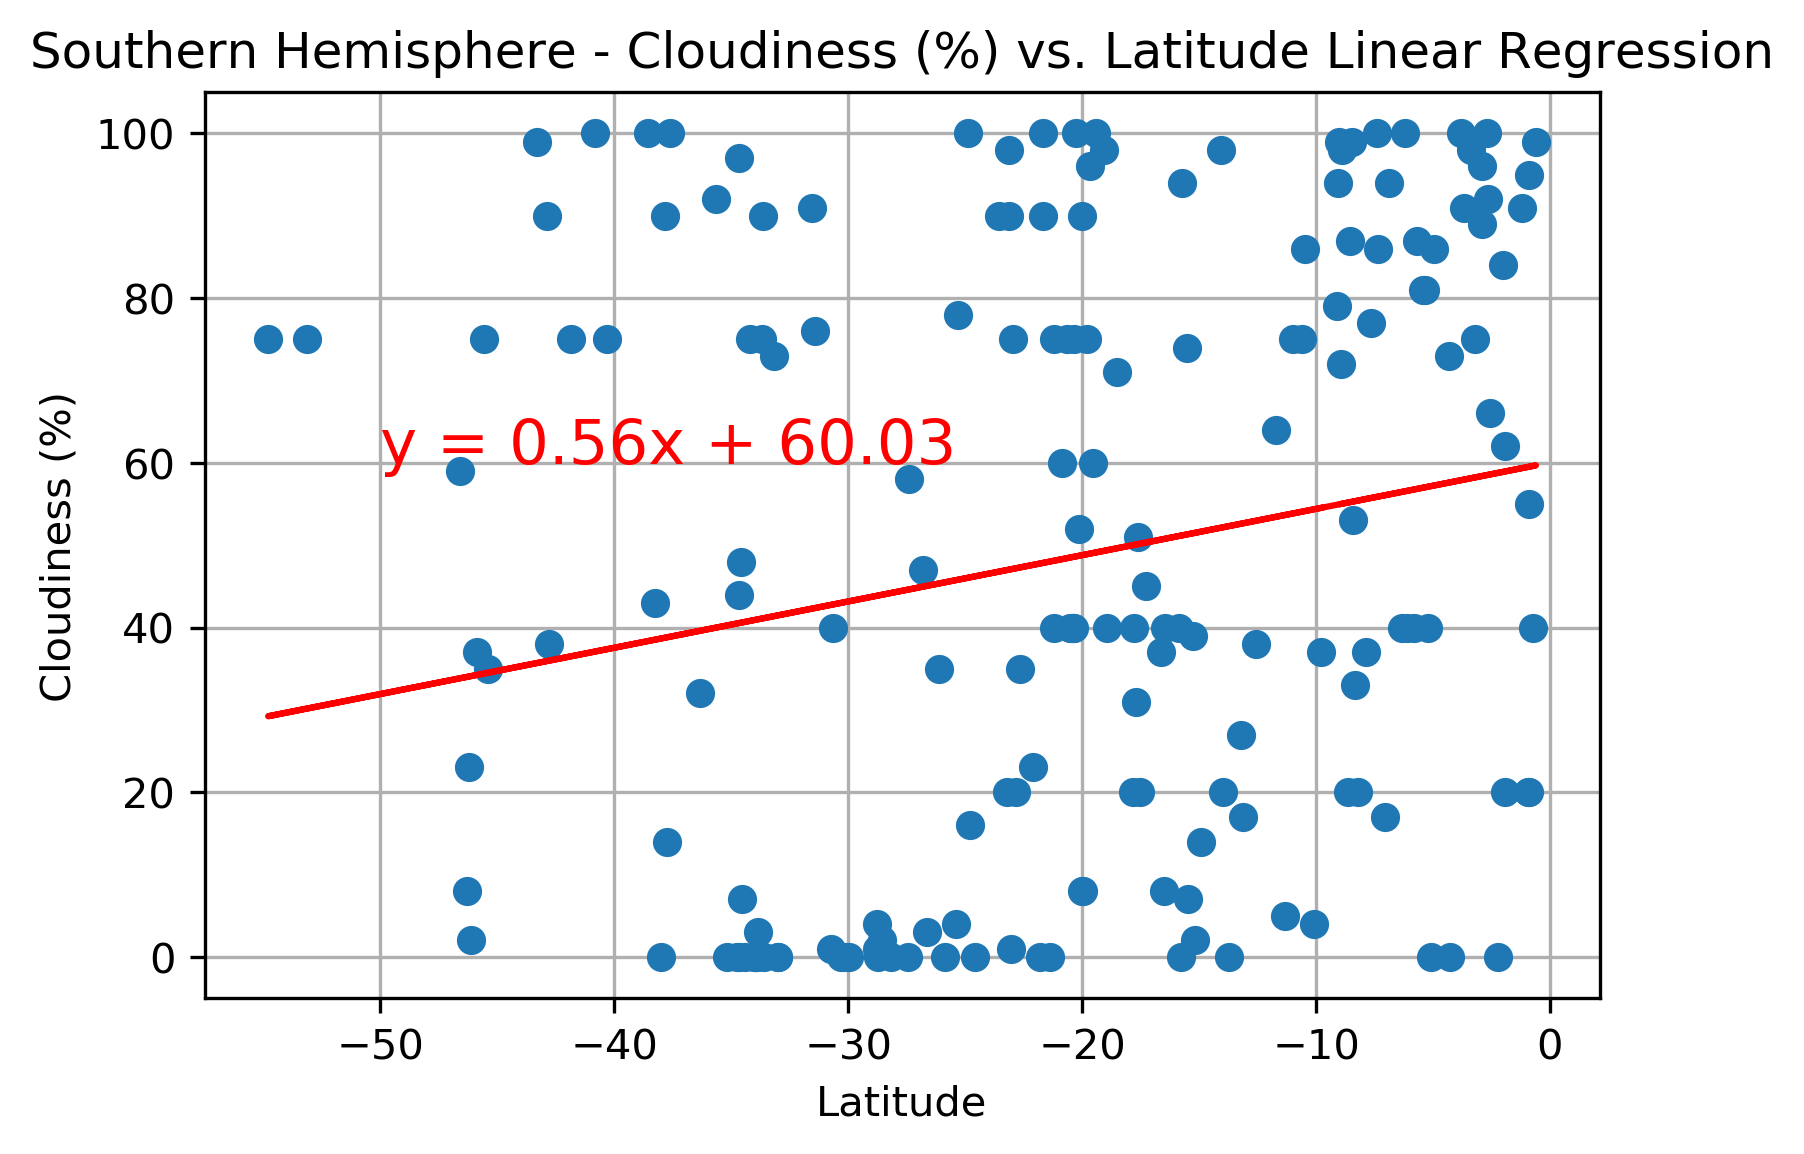 Southern Hemisphere - Cloudiness (%) vs. Latitude Linear Regression
100
80
60
40
20
0
Cloudiness (%)
y = 0.56x + 60.03
−50 −40 −30 −20 −10 0
Latitude